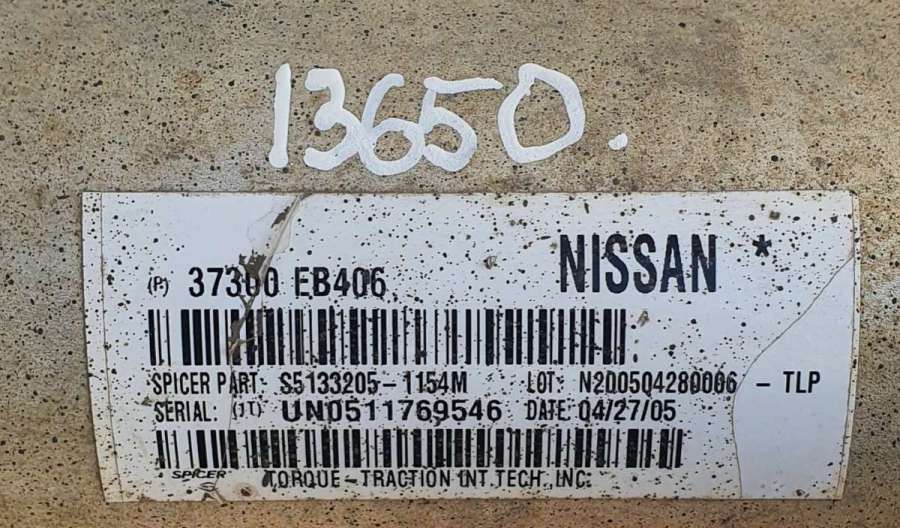 13650.
NISSAN *
(P) 37300 EB406
SPICER PART: S5133205-1154M LOT: N200504280006 - TLP
SERIAL: (1T) UN0511769546 DATE: 04/27/05
SPICER TORQUE-TRACTION INT.TECH.,INC.